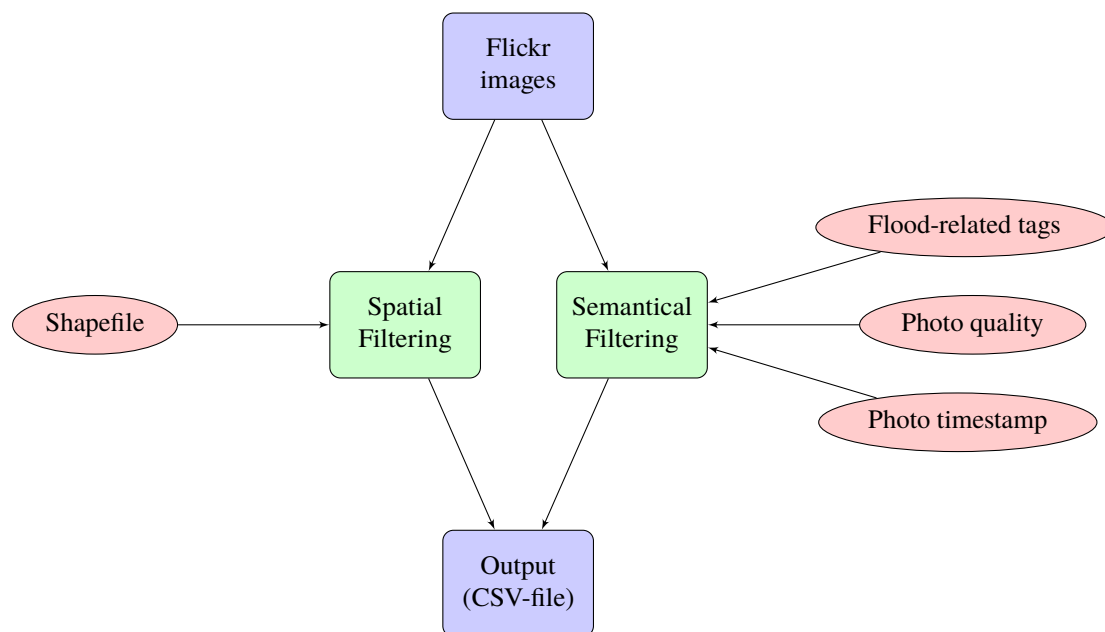 Flickr
images
Flood-related tags
Shapefile
Spatial
Filtering
Semantical
Filtering
Photo quality
Photo timestamp
Output
(CSV-file)